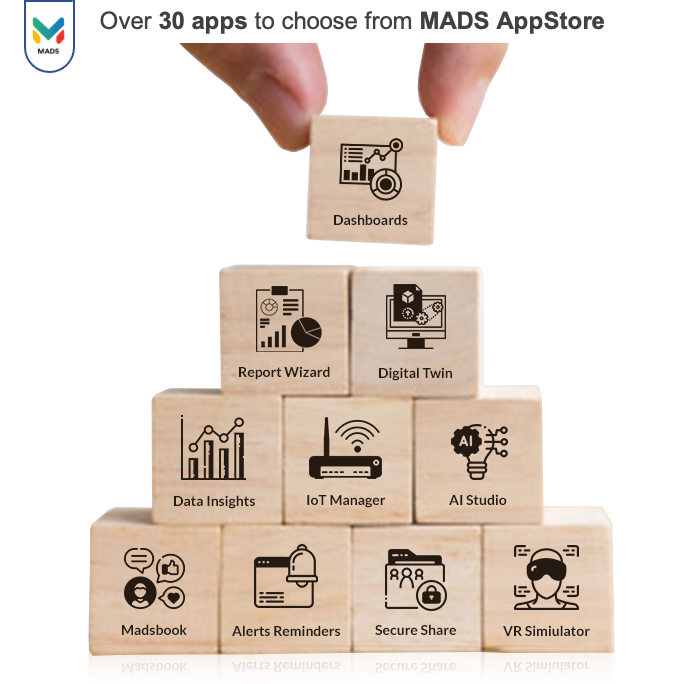 MADS
Over 30 apps to choose from MADS AppStore
Dashboards
Report Wizard
Digital Twin
Data Insights
IoT Manager
AI
AI Studio
Madsbook
Alerts Reminders
Secure Share
VR Simiulator